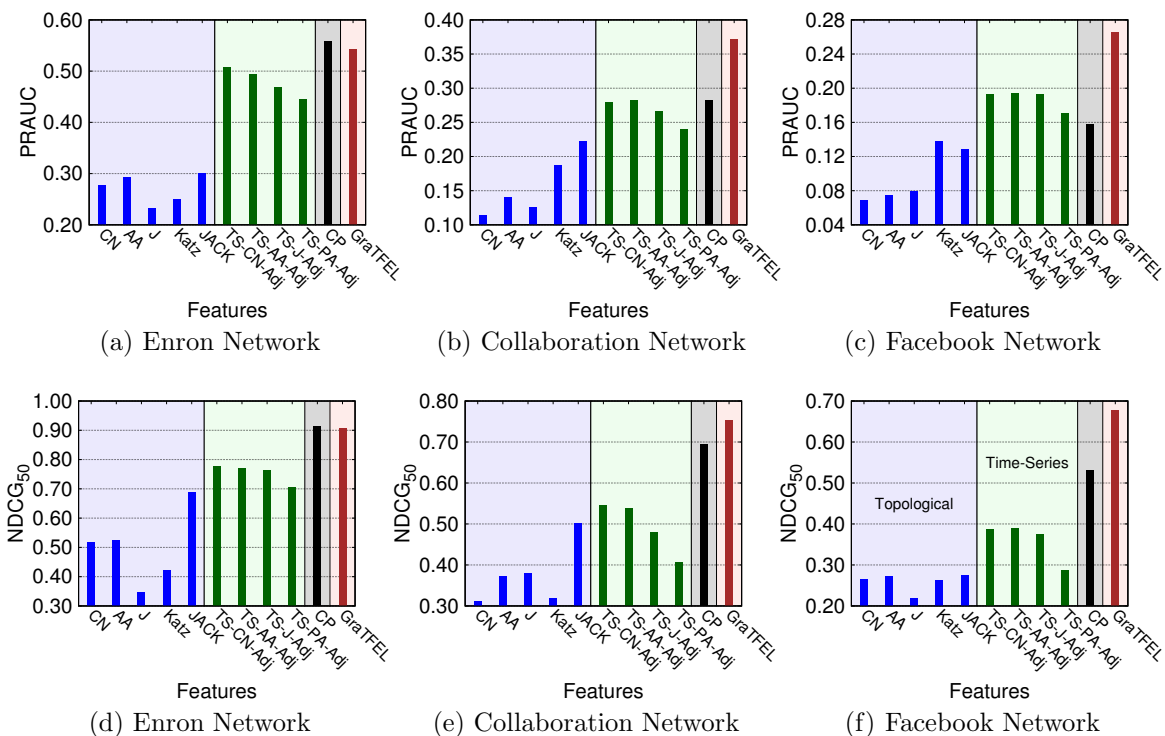 0.60
0.50
0.40
0.30
0.20
PRAUC
CN
AA
J
Katz
JACK
TS-CN-Adj
TS-AA-Adj
TS-J-Adj
TS-PA-Adj
CP
GraTFEL
Features
(a) Enron Network
0.40
0.35
0.30
0.25
0.20
0.15
0.10
PRAUC
CN
AA
J
Katz
JACK
TS-CN-Adj
TS-AA-Adj
TS-J-Adj
TS-PA-Adj
CP
GraTFEL
Features
(b) Collaboration Network
0.28
0.24
0.20
0.16
0.12
0.08
0.04
PRAUC
CN
AA
J
Katz
JACK
TS-CN-Adj
TS-AA-Adj
TS-J-Adj
TS-PA-Adj
CP
GraTFEL
Features
(c) Facebook Network
1.00
0.90
0.80
0.70
0.60
0.50
0.40
0.30
NDCG50
CN
AA
J
Katz
JACK
TS-CN-Adj
TS-AA-Adj
TS-J-Adj
TS-PA-Adj
CP
GraTFEL
Features
(d) Enron Network
0.80
0.70
0.60
0.50
0.40
0.30
NDCG50
CN
AA
J
Katz
JACK
TS-CN-Adj
TS-AA-Adj
TS-J-Adj
TS-PA-Adj
CP
GraTFEL
Features
(e) Collaboration Network
0.70
0.60
0.50
0.40
0.30
0.20
NDCG50
Time-Series
Topological
CN
AA
J
Katz
JACK
TS-CN-Adj
TS-AA-Adj
TS-J-Adj
TS-PA-Adj
CP
GraTFEL
Features
(f) Facebook Network